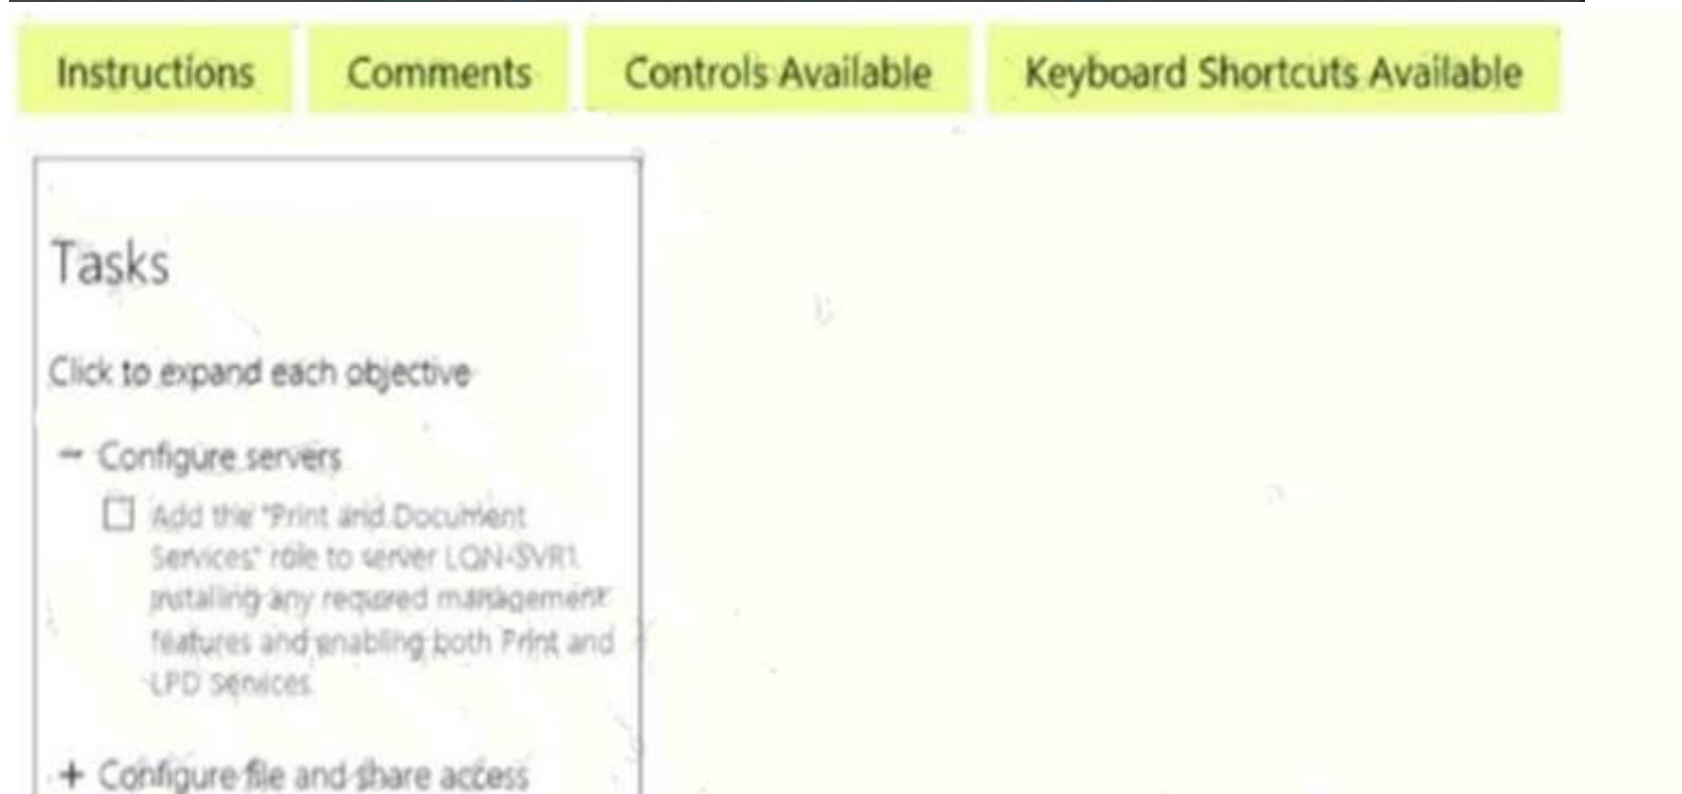 Instructions Comments Controls Available Keyboard Shortcuts Available
Tasks
Click to expand each objective
− Configure servers
Add the "Print and Document
Services" role to server LON-SVR1
installing any required management
features and enabling both Print and
LPD Services
+ Configure file and share access